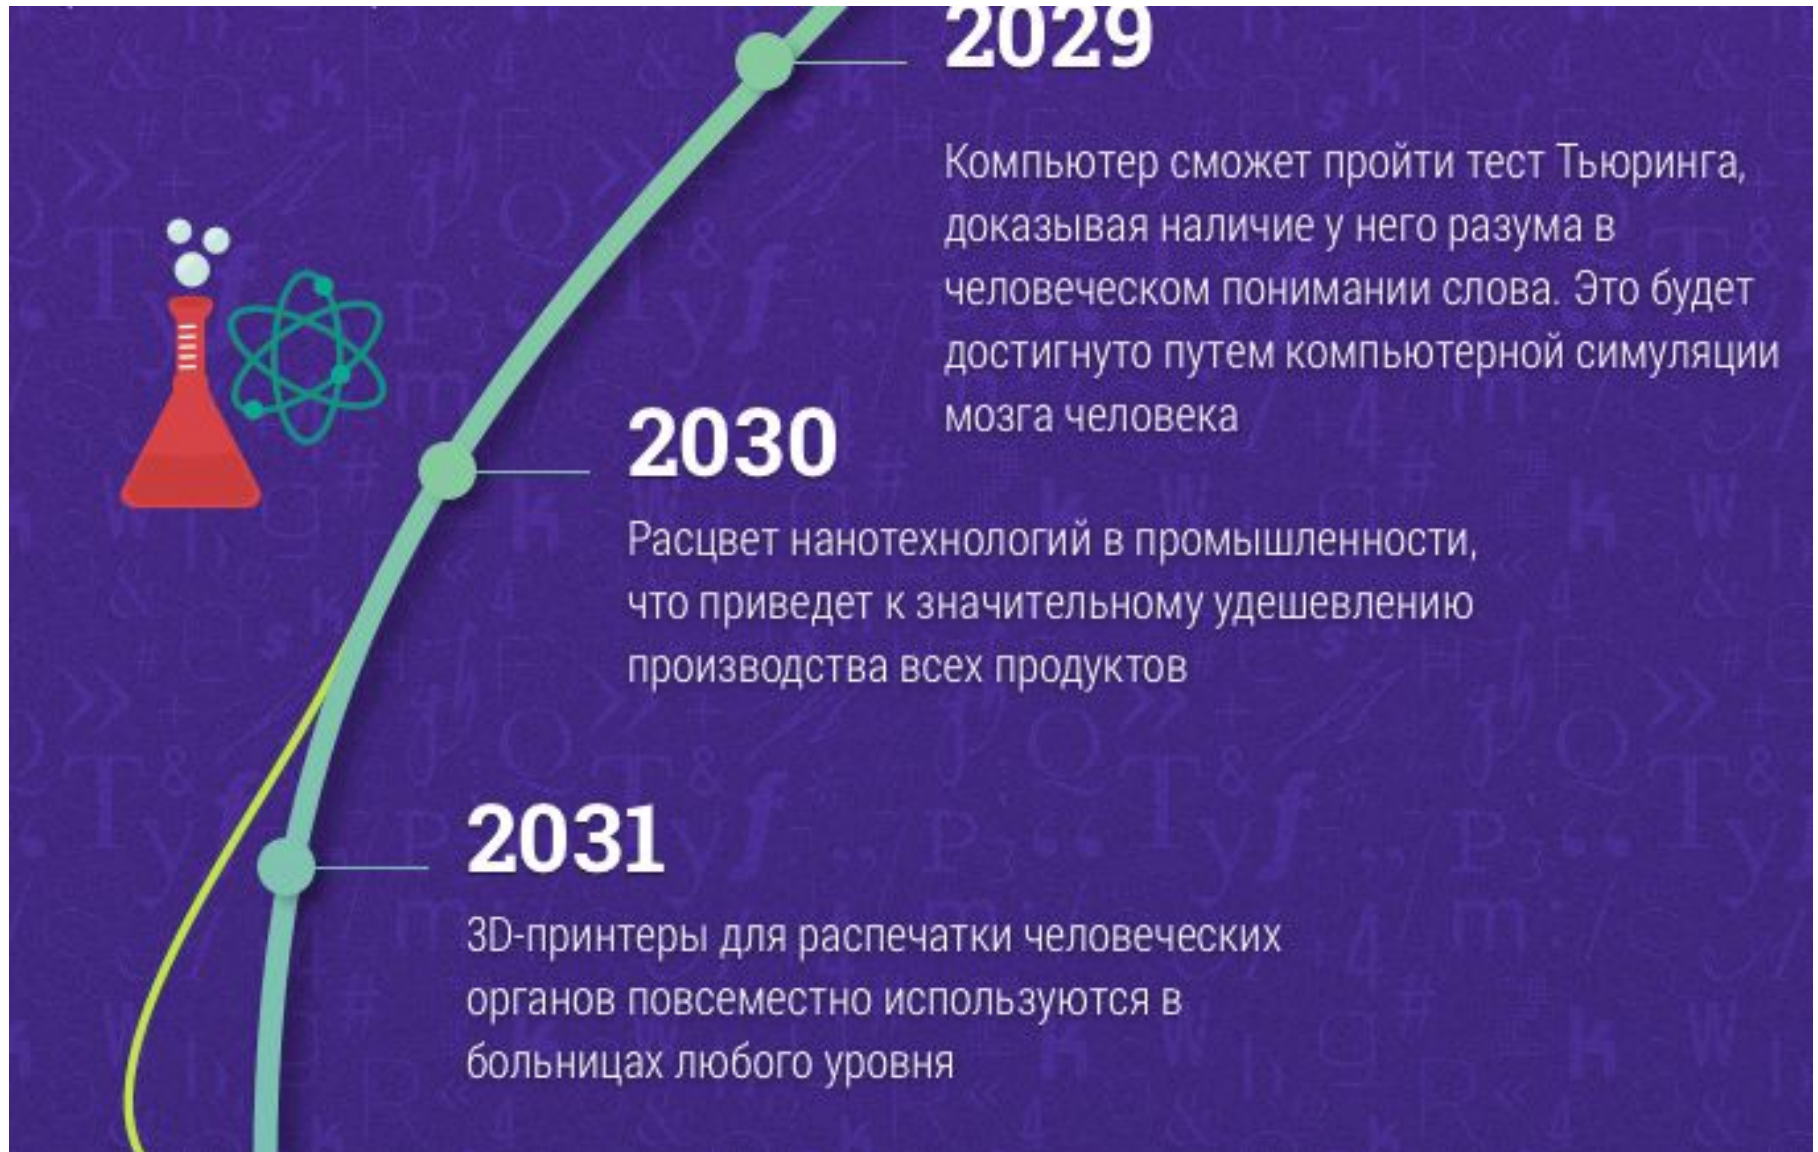 2029
Компьютер сможет пройти тест Тьюринга,
доказывая наличие у него разума в
человеческом понимании слова. Это будет
достигнуто путем компьютерной симуляции
мозга человека
2030
Расцвет нанотехнологий в промышленности,
что приведет к значительному удешевлению
производства всех продуктов
2031
3D-принтеры для распечатки человеческих
органов повсеместно используются в
больницах любого уровня